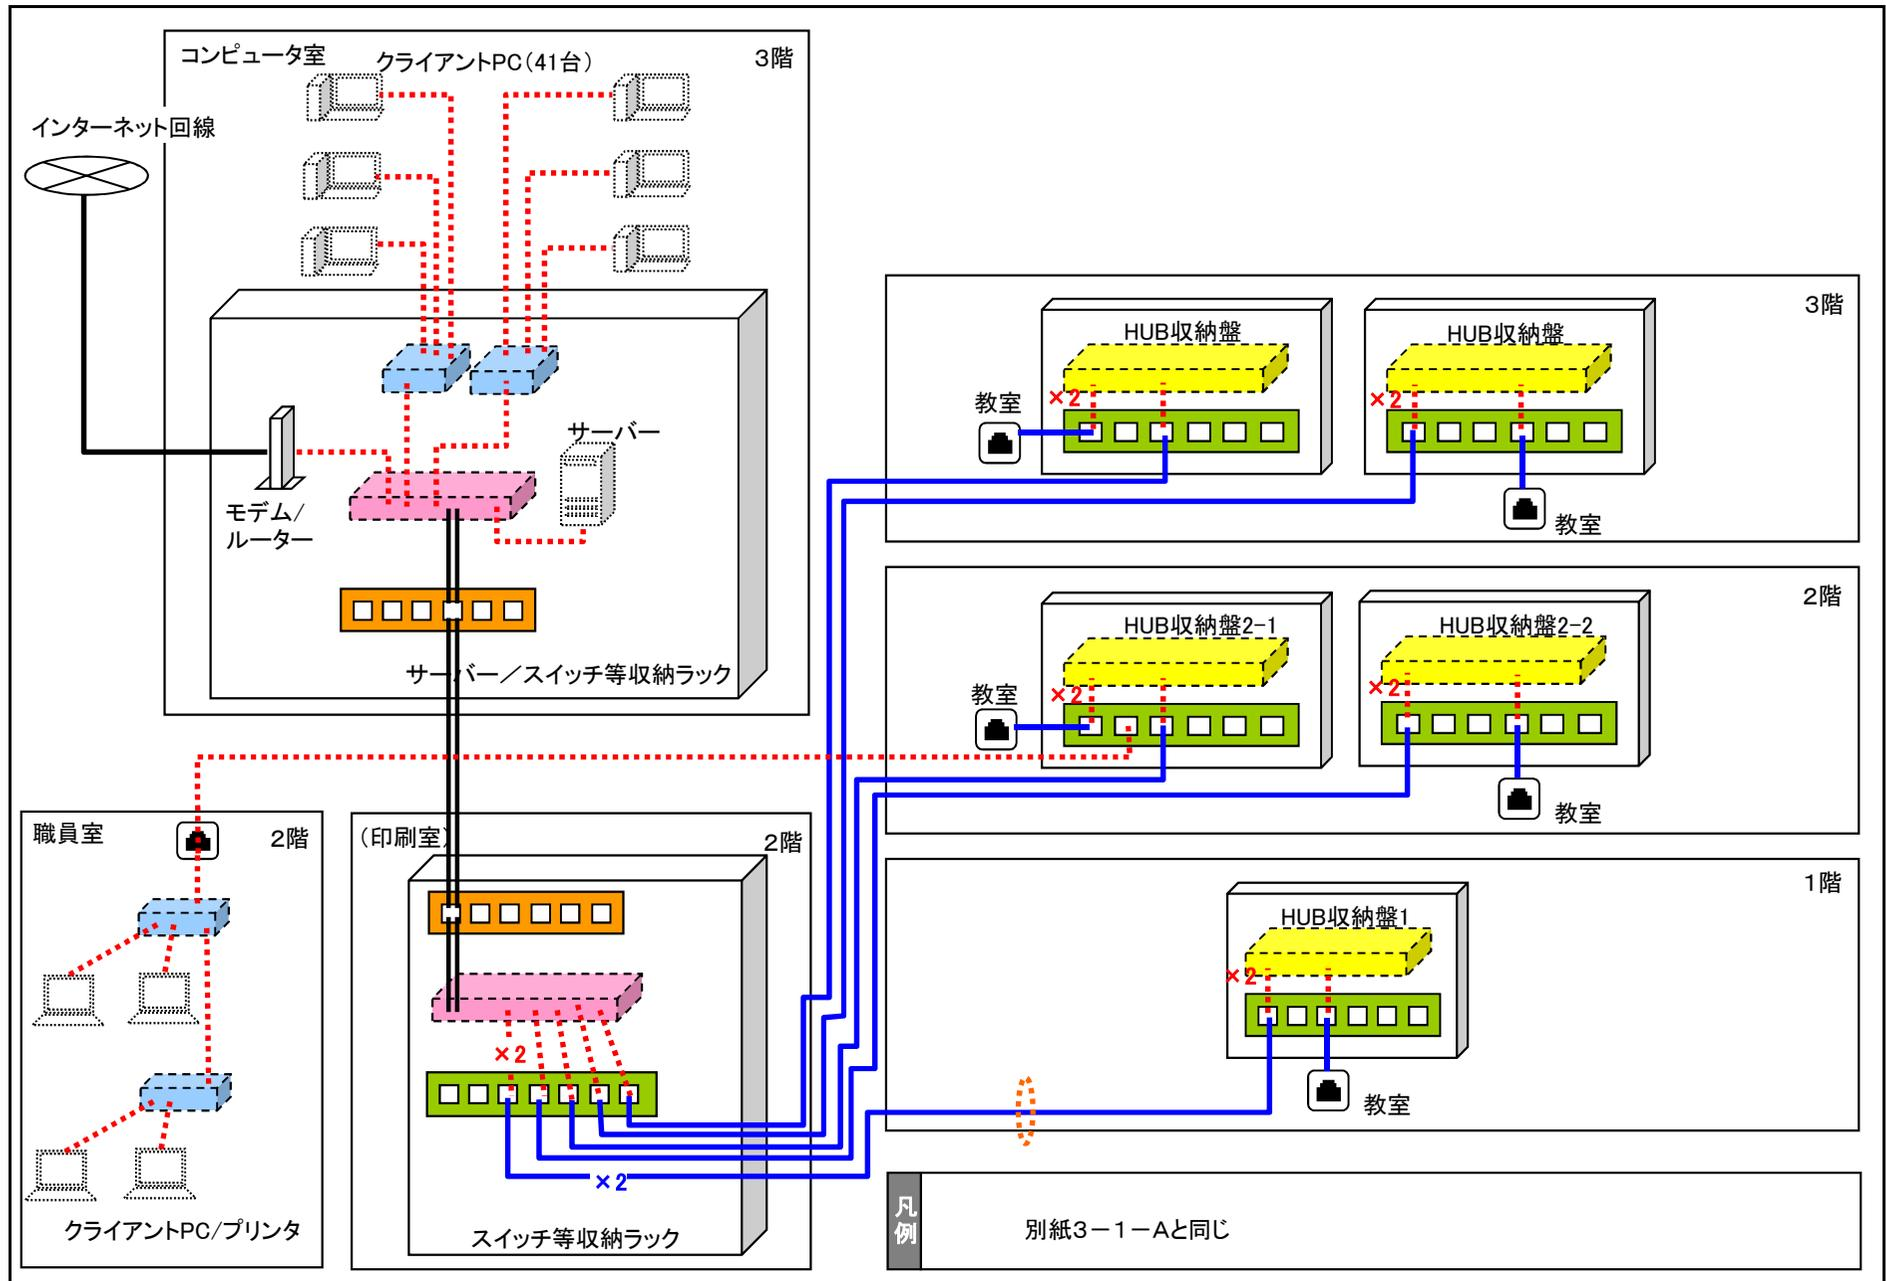 コンピュータ室
クライアントPC(41台)
3階
インターネット回線
サーバー
モデム/
ルーター
サーバー/スイッチ等収納ラック
3階
HUB収納盤
HUB収納盤
×2
×2
教室
教室
2階
HUB収納盤2-1
HUB収納盤2-2
×2
×2
教室
教室
職員室
2階
クライアントPC/プリンタ
(印刷室)
2階
×2
×2
スイッチ等収納ラック
1階
HUB収納盤1
×2
教室
凡例
別紙3-1-Aと同じ